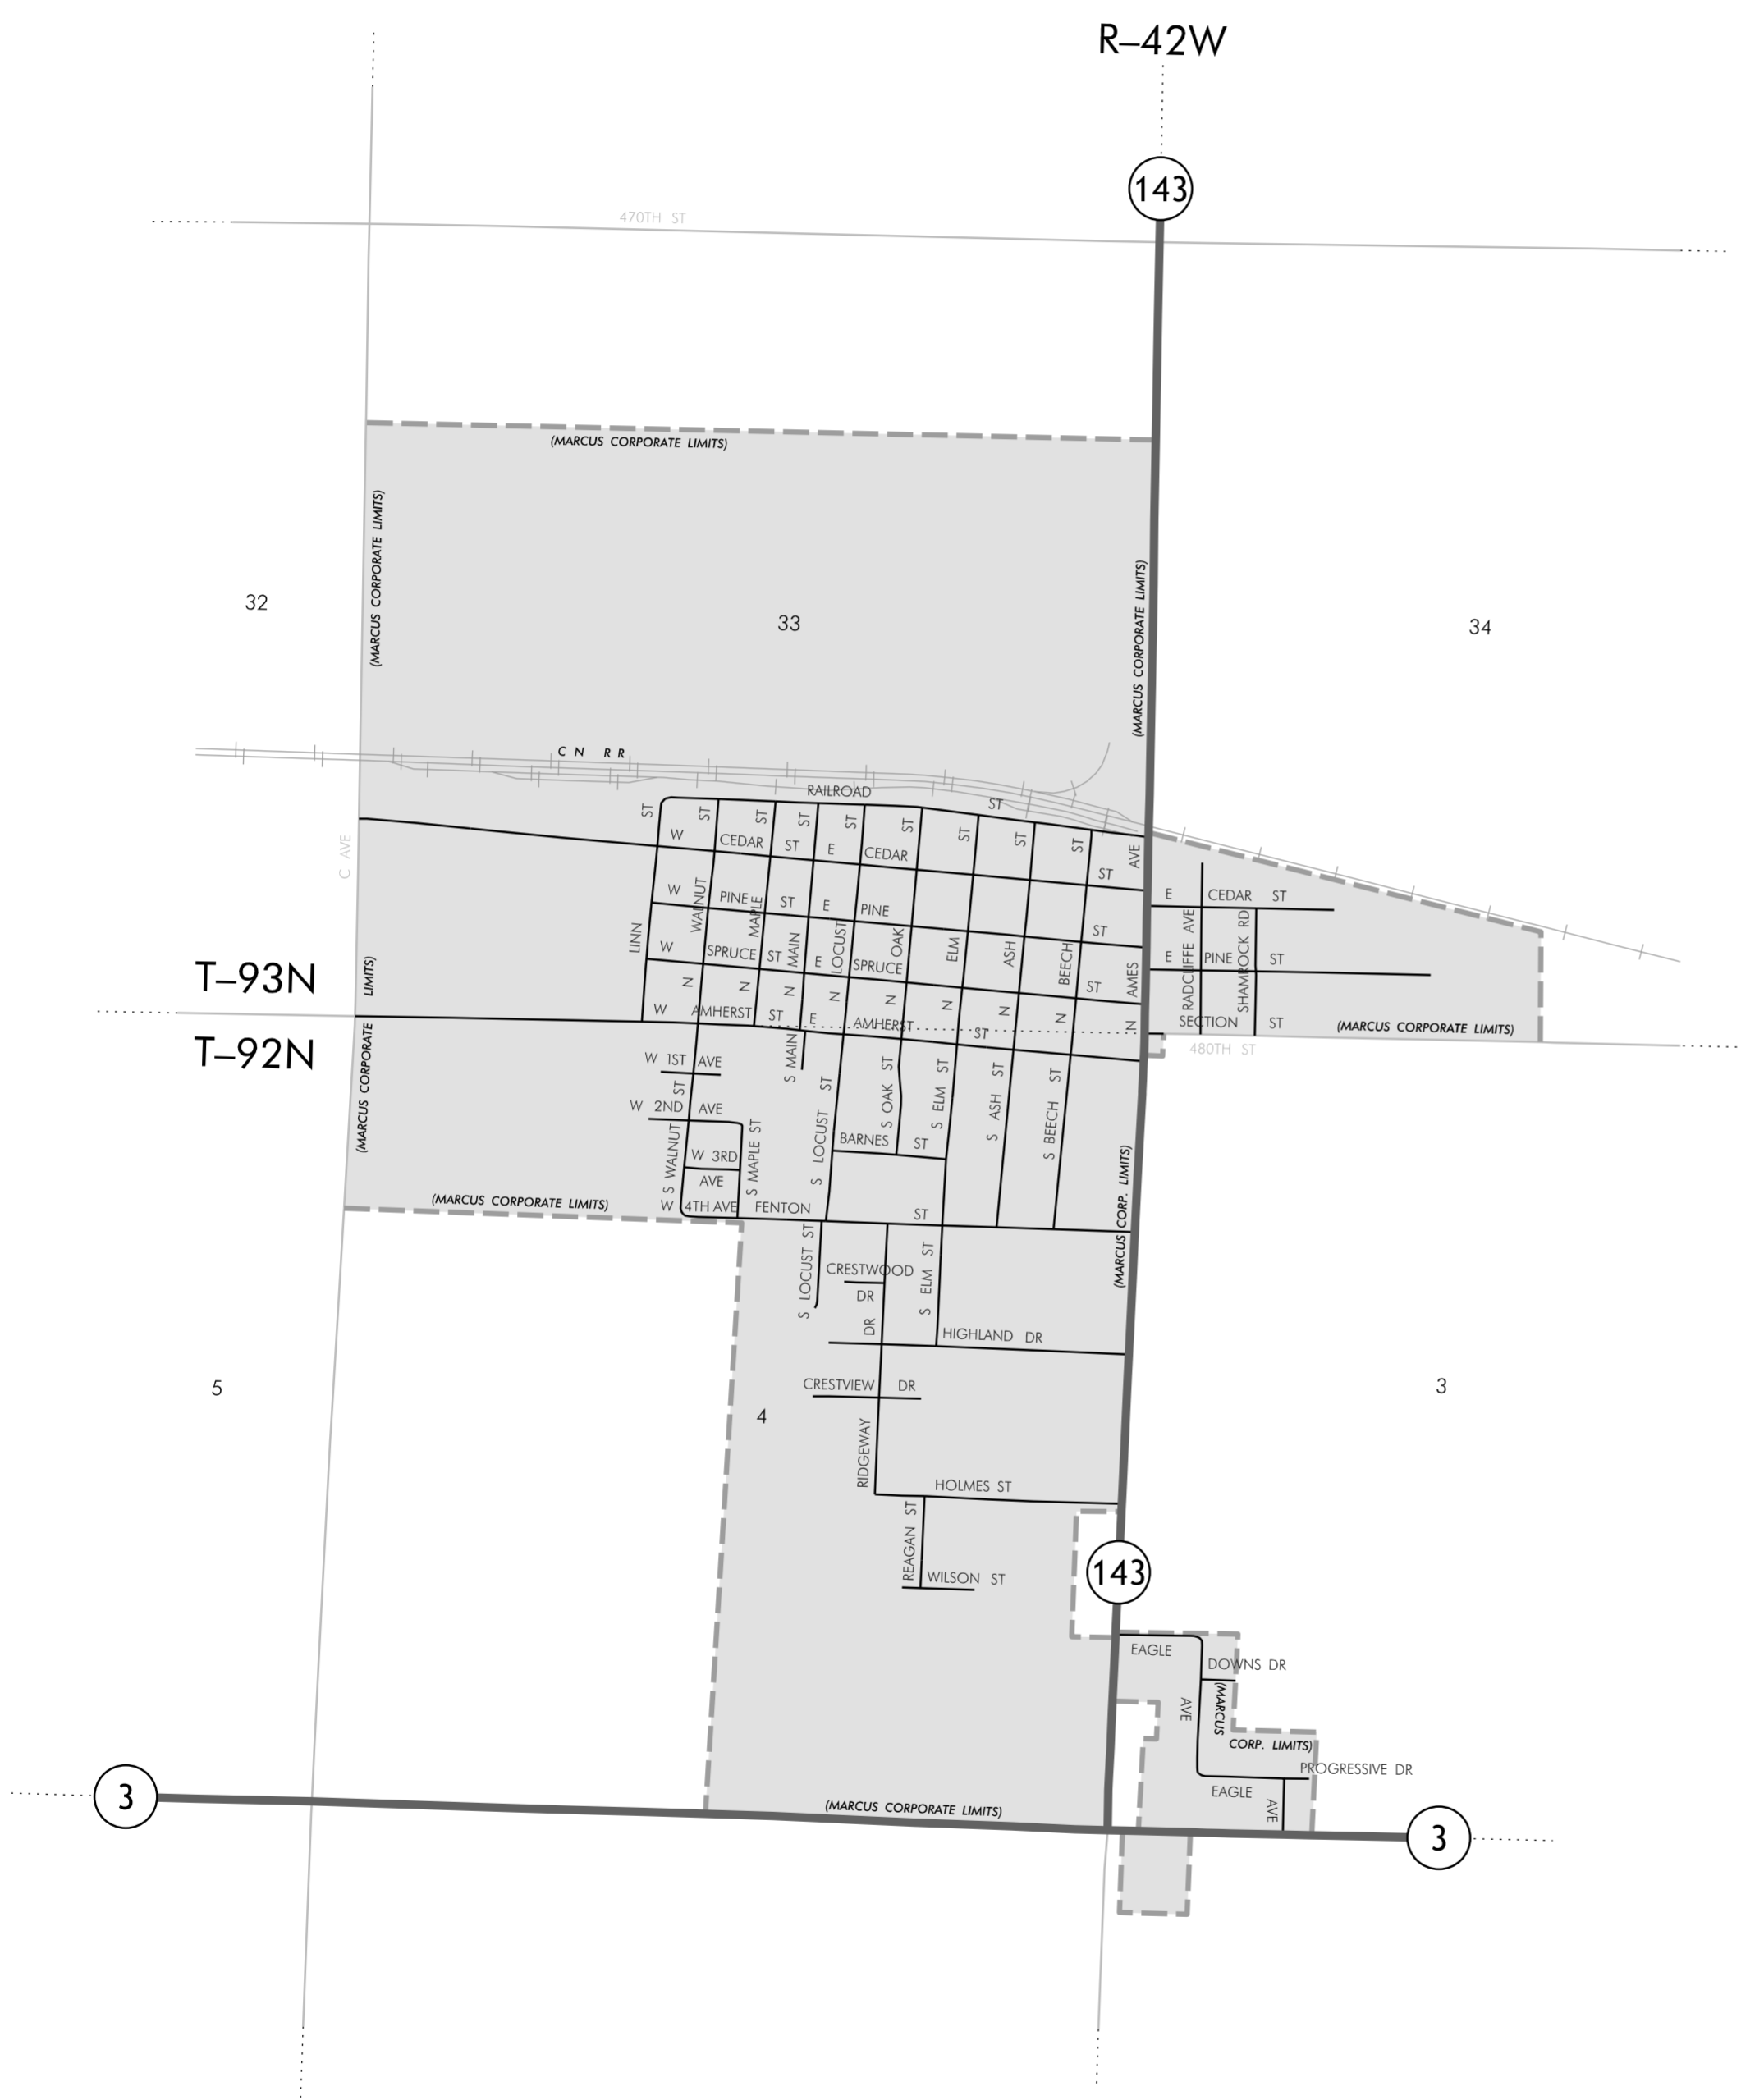 R–42W
143
470TH ST
(MARCUS CORPORATE LIMITS)
(MARCUS CORPORATE LIMITS)
(MARCUS CORPORATE LIMITS)
32
33
34
C N R R
RAILROAD ST
C AVE
ST
ST
ST
ST
ST
ST
ST
ST
ST
AVE
W CEDAR ST E CEDAR ST
E CEDAR ST
W PINE ST E PINE ST
E PINE ST
W SPRUCE ST E SPRUCE ST
LINN
WALNUT
MAPLE
MAIN
LOCUST
OAK
ELM
ASH
BEECH
AMES
RADCLIFFE AVE
SHAMROCK RD
N
N
N
N
N
N
N
N
N
T–93N
T–92N
(MARCUS CORPORATE LIMITS)
W AMHERST ST E AMHERST ST
SECTION ST
(MARCUS CORPORATE LIMITS)
480TH ST
W 1ST AVE
S MAIN
W 2ND AVE
S WALNUT ST
S MAPLE ST
W 3RD
AVE
W 4TH AVE
FENTON ST
S LOCUST ST
S OAK ST
S ELM ST
S ASH ST
S BEECH ST
BARNES ST
(MARCUS CORPORATE LIMITS)
(MARCUS CORP. LIMITS)
S LOCUST ST
CRESTWOOD
DR
S ELM ST
HIGHLAND DR
CRESTVIEW DR
RIDGEWAY DR
5
4
3
HOLMES ST
REAGAN ST
WILSON ST
143
EAGLE
AVE
DOWNS DR
(MARCUS
CORP. LIMITS)
PROGRESSIVE DR
EAGLE
AVE
(MARCUS CORPORATE LIMITS)
3
3